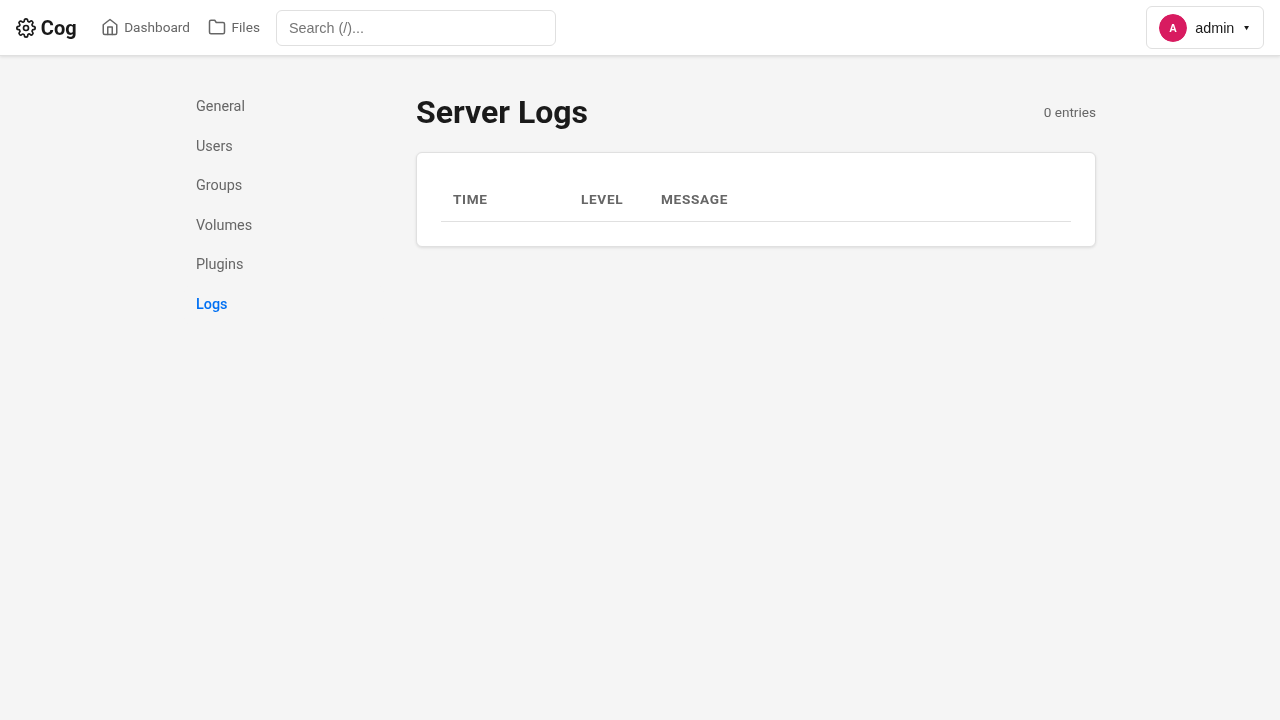 Cog
Dashboard
Files
Search (/)...
A
admin
General
Users
Groups
Volumes
Plugins
Logs
Server Logs
0 entries
TIME LEVEL MESSAGE